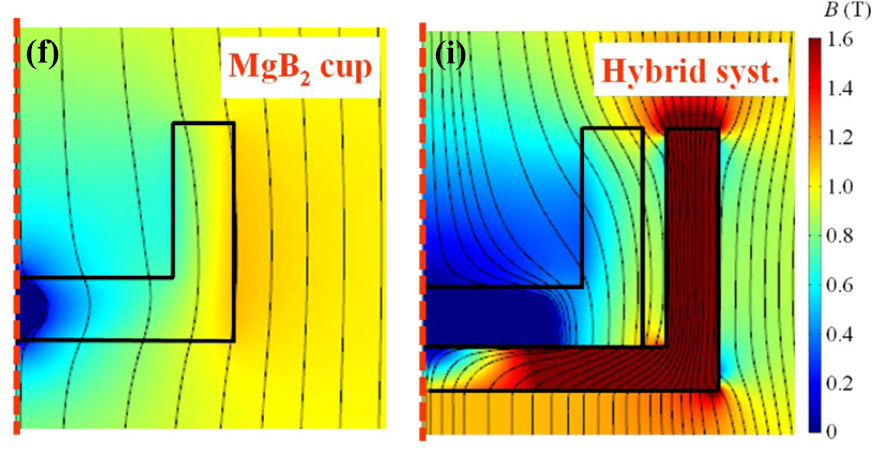 (f)
MgB₂ cup
(i)
Hybrid syst.
B (T)
1.6
1.4
1.2
1.0
0.8
0.6
0.4
0.2
0